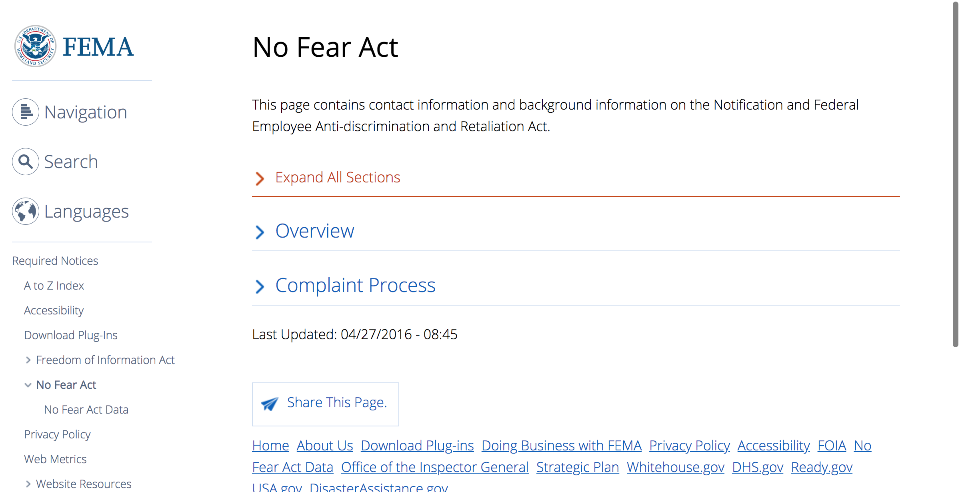 FEMA
Navigation
Search
Languages
Required Notices
A to Z Index
Accessibility
Download Plug-Ins
Freedom of Information Act
No Fear Act
No Fear Act Data
Privacy Policy
Web Metrics
Website Resources
No Fear Act
This page contains contact information and background information on the Notification and Federal
Employee Anti-discrimination and Retaliation Act.
Expand All Sections
Overview
Complaint Process
Last Updated: 04/27/2016 - 08:45
Share This Page.
Home About Us Download Plug-ins Doing Business with FEMA Privacy Policy Accessibility FOIA No
Fear Act Data Office of the Inspector General Strategic Plan Whitehouse.gov DHS.gov Ready.gov
USA.gov DisasterAssistance.gov